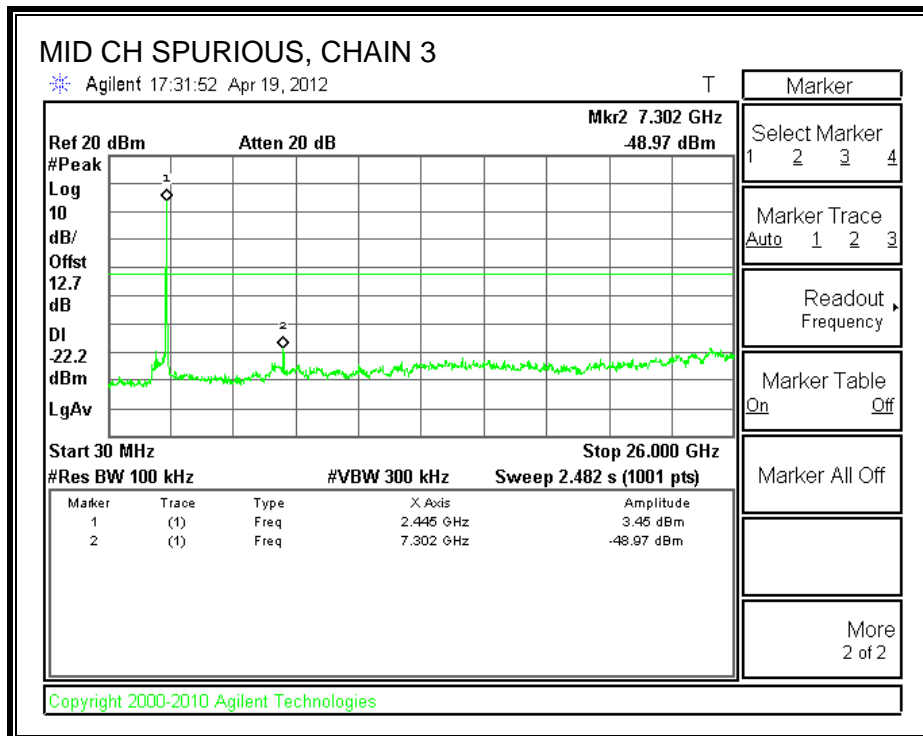 MID CH SPURIOUS, CHAIN 3
Agilent 17:31:52 Apr 19, 2012 T
Mkr2 7.302 GHz
Ref 20 dBm Atten 20 dB -48.97 dBm
#Peak
Log
10
dB/
Offst
12.7
dB
DI
-22.2
dBm
LgAv
1
2
Start 30 MHz Stop 26.000 GHz
#Res BW 100 kHz #VBW 300 kHz Sweep 2.482 s (1001 pts)
Marker Trace Type X Axis Amplitude
1 (1) Freq 2.445 GHz 3.45 dBm
2 (1) Freq 7.302 GHz -48.97 dBm
Marker
Select Marker
1 2 3 4
Marker Trace
Auto 1 2 3
Readout
Frequency
Marker Table
On Off
Marker All Off
More
2 of 2
Copyright 2000-2010 Agilent Technologies